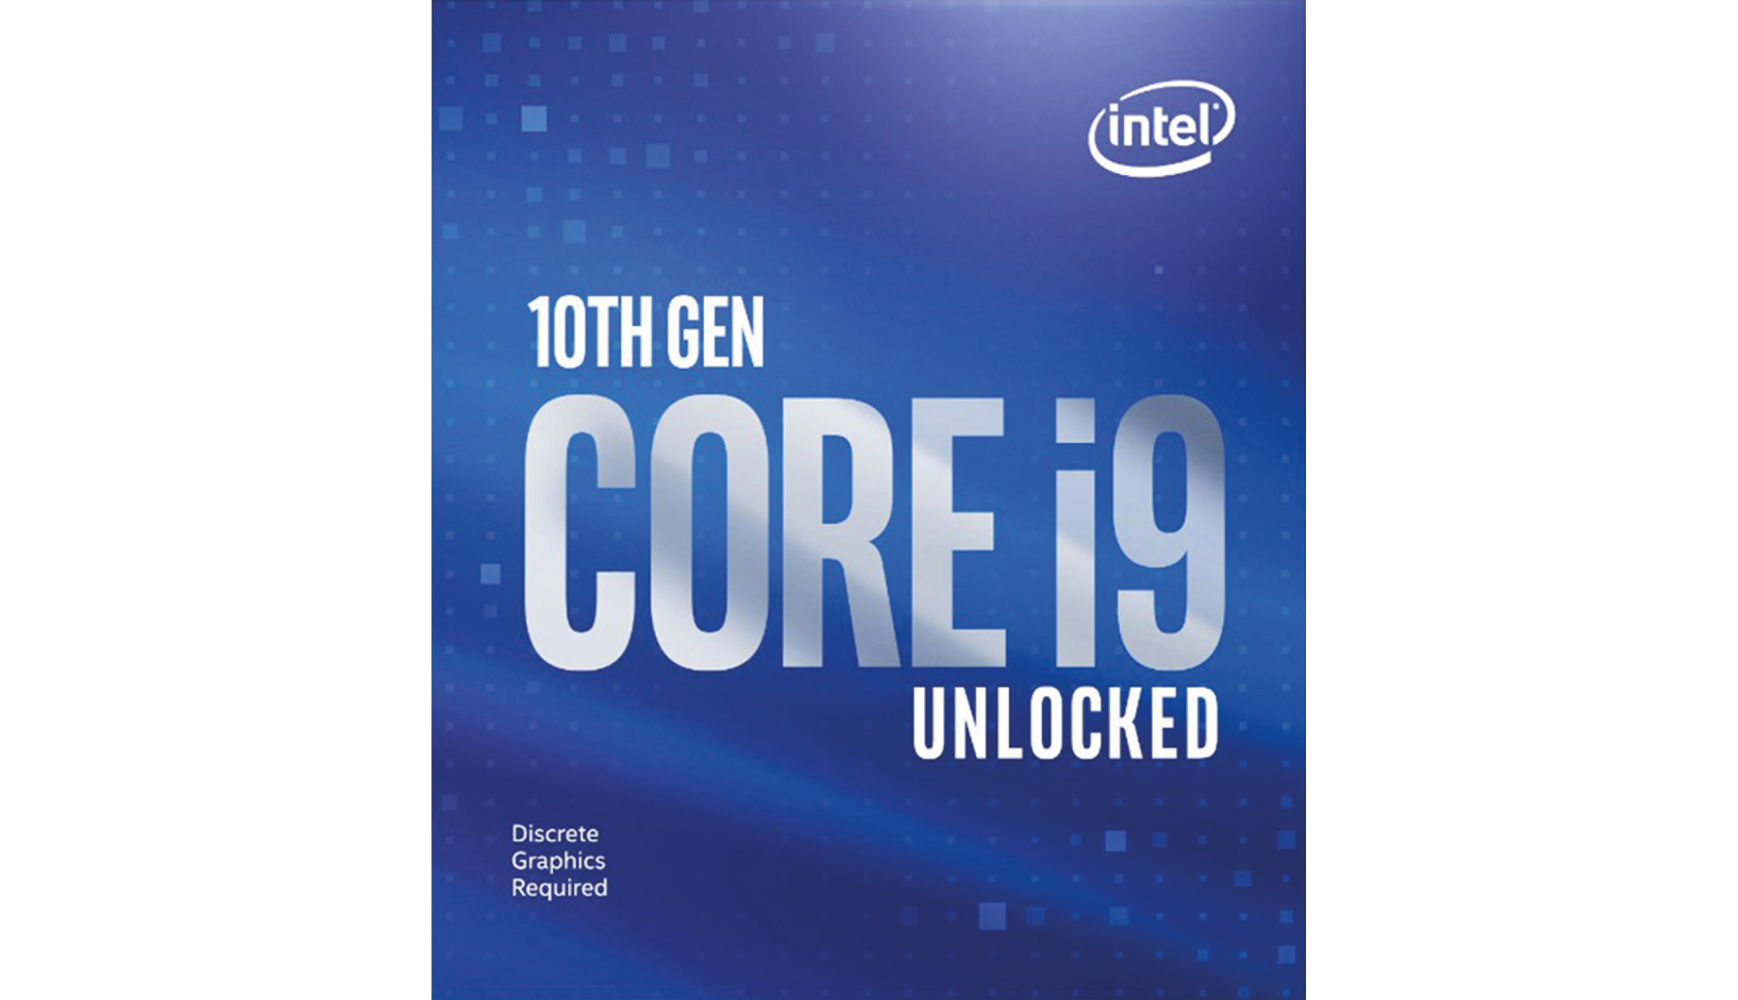 intel
10TH GEN
CORE i9
UNLOCKED
Discrete
Graphics
Required